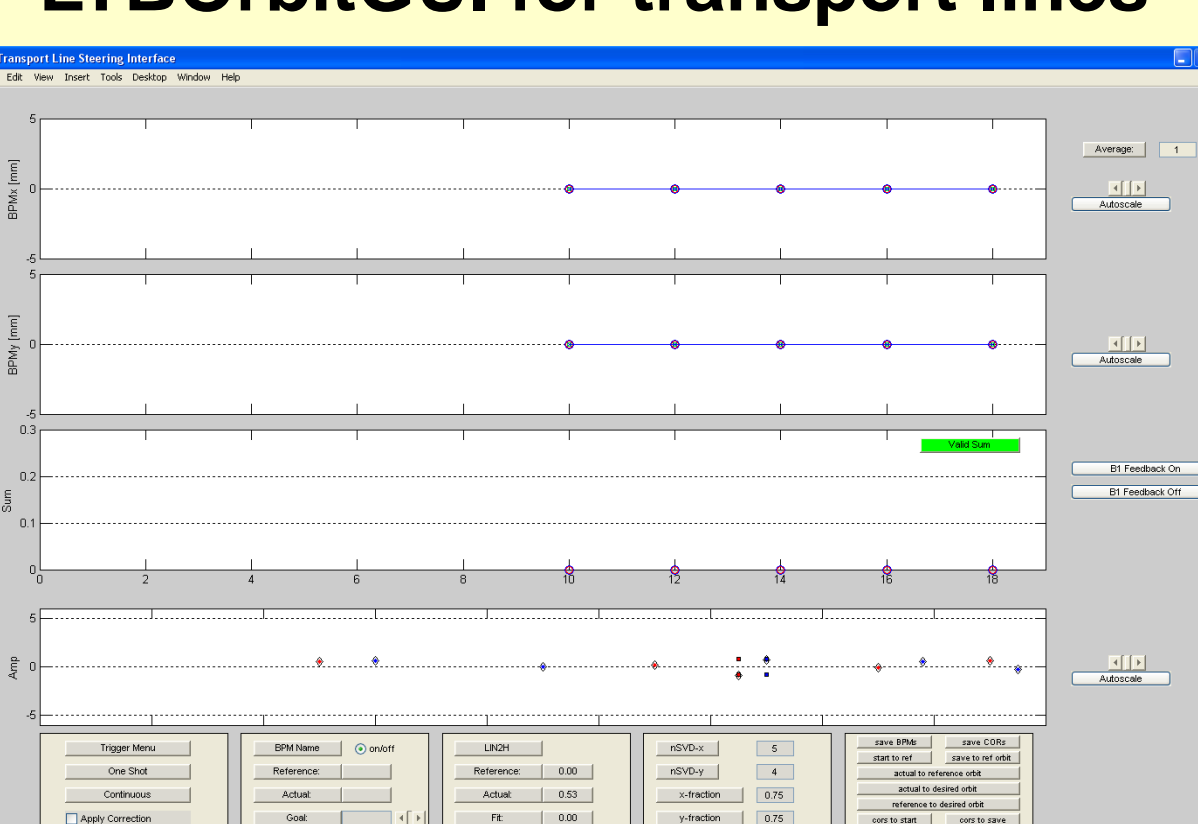 LTBOrbitGUI for transport lines
Transport Line Steering Interface
Edit View Insert Tools Desktop Window Help
5
BPMx [mm]
0
-5
Average: 1
Autoscale
5
BPMy [mm]
0
-5
Autoscale
0.3
Valid Sum
0.2
Sum
0.1
0
0 2 4 6 8 10 12 14 16 18
B1 Feedback On
B1 Feedback Off
5
Amp
0
-5
Autoscale
Trigger Menu
One Shot
Continuous
Apply Correction
BPM Name on/off
Reference:
Actual:
Goal:
LIN2H
Reference: 0.00
Actual: 0.53
Fit: 0.00
nSVD-x 5
nSVD-y 4
x-fraction 0.75
y-fraction 0.75
save BPMs save CORs
start to ref save to ref orbit
actual to reference orbit
actual to desired orbit
reference to desired orbit
cors to start cors to save